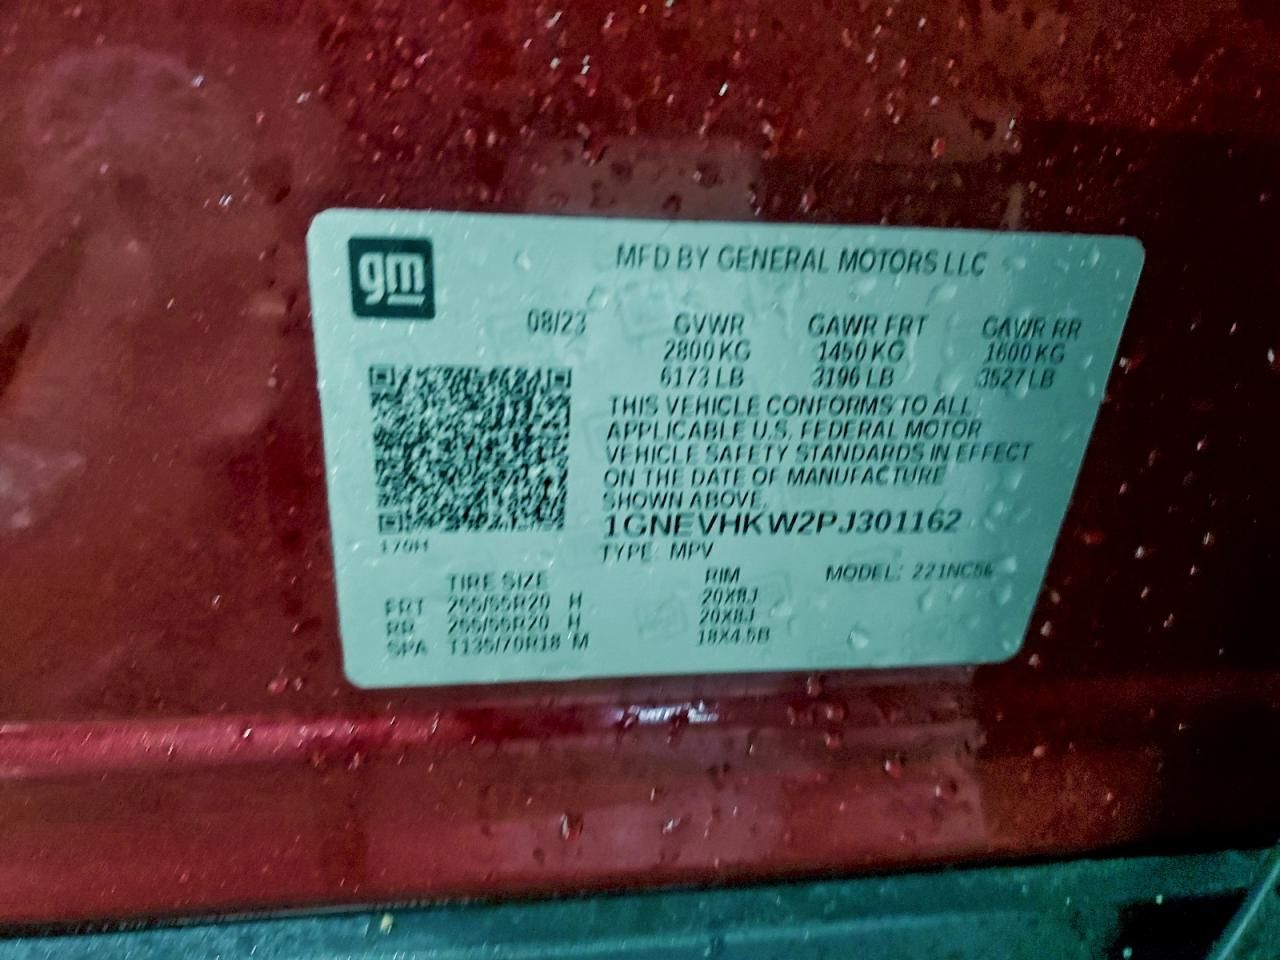 gm
MFD BY GENERAL MOTORS LLC
08/23 GVWR GAWR FRT GAWR RR
2800 KG 1450 KG 1600 KG
6173 LB 3196 LB 3527 LB
THIS VEHICLE CONFORMS TO ALL
APPLICABLE U.S. FEDERAL MOTOR
VEHICLE SAFETY STANDARDS IN EFFECT
ON THE DATE OF MANUFACTURE
SHOWN ABOVE.
1GNEVHKW2PJ301162
170H
TYPE: MPV
TIRE SIZE RIM MODEL: 221NC56
FRT 255/55R20 H 20X8J
RR 255/55R20 H 20X8J
SPA T135/70R18 M 18X4.5B